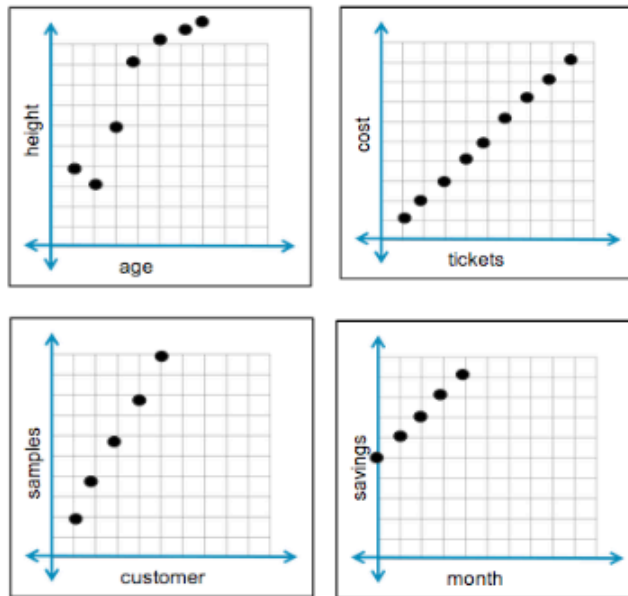 height
age
cost
tickets
samples
customer
savings
month